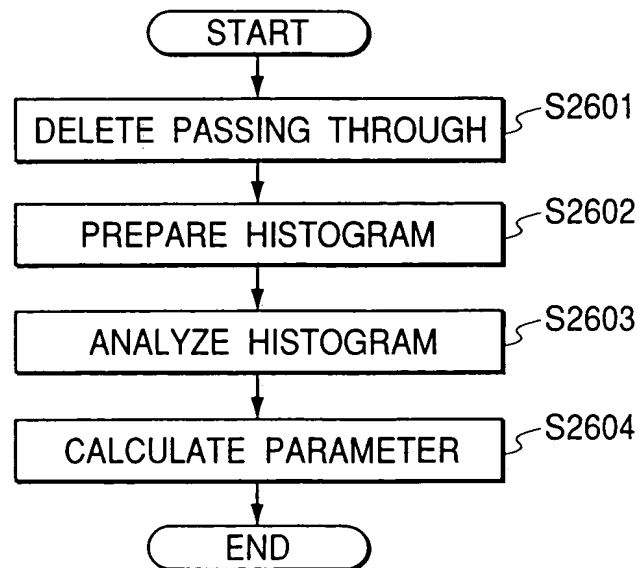 START
DELETE PASSING THROUGH
S2601
PREPARE HISTOGRAM
S2602
ANALYZE HISTOGRAM
S2603
CALCULATE PARAMETER
S2604
END